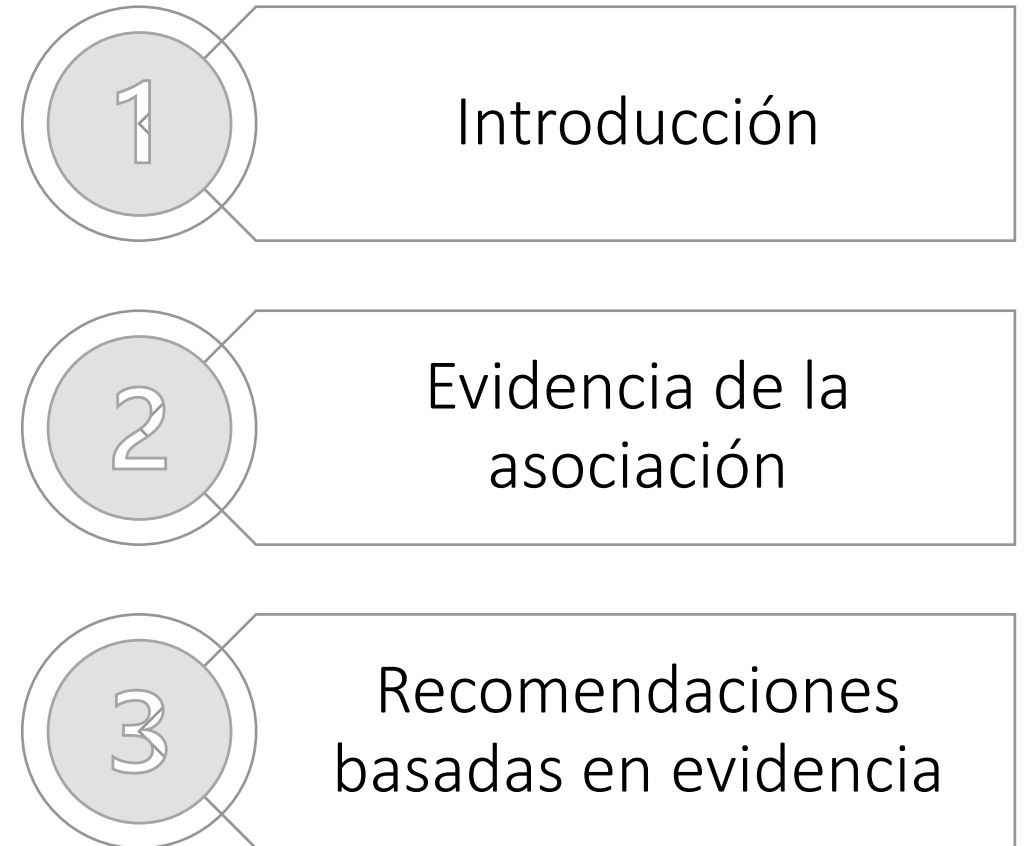 1
Introducción
2
Evidencia de la
asociación
3
Recomendaciones
basadas en evidencia